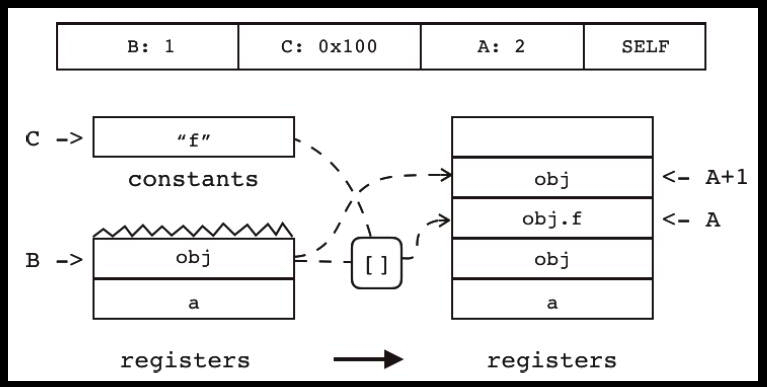 B: 1 C: 0x100 A: 2 SELF
C -> “f”
constants
obj <- A+1
obj.f <- A
B -> obj [] obj
a a
registers registers